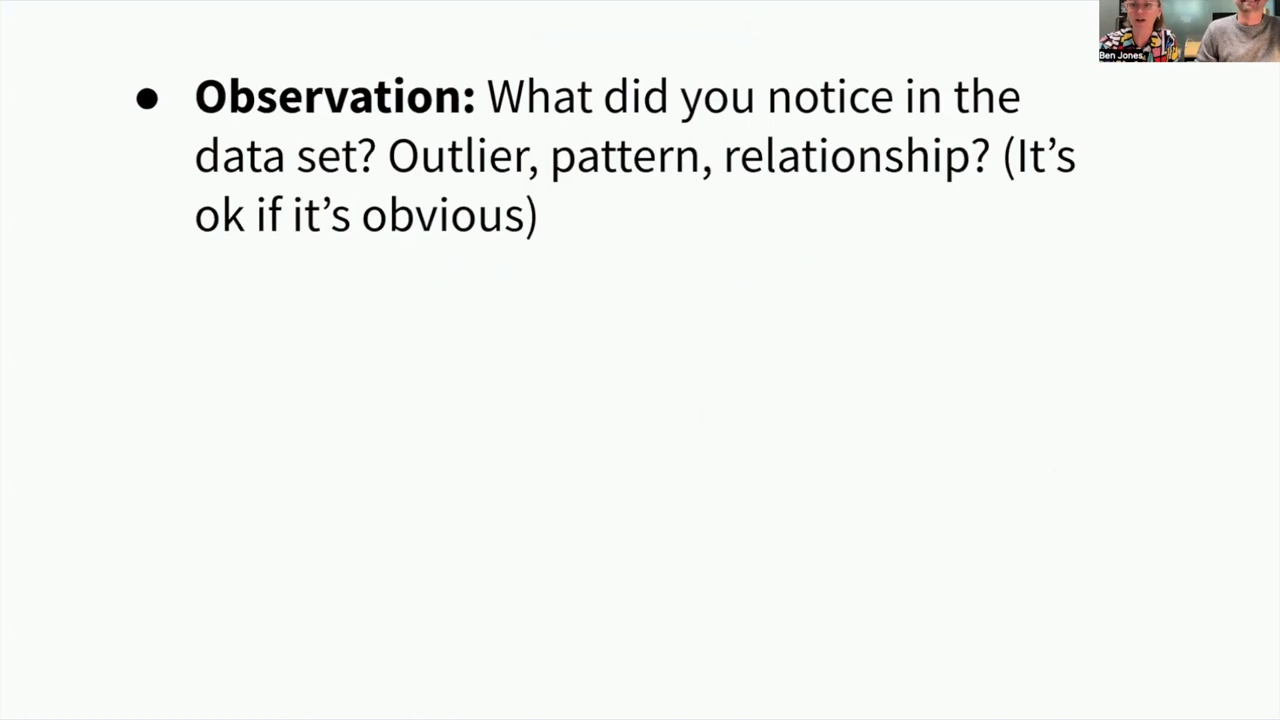 ● Observation: What did you notice in the
data set? Outlier, pattern, relationship? (It’s
ok if it’s obvious)
Ben Jones